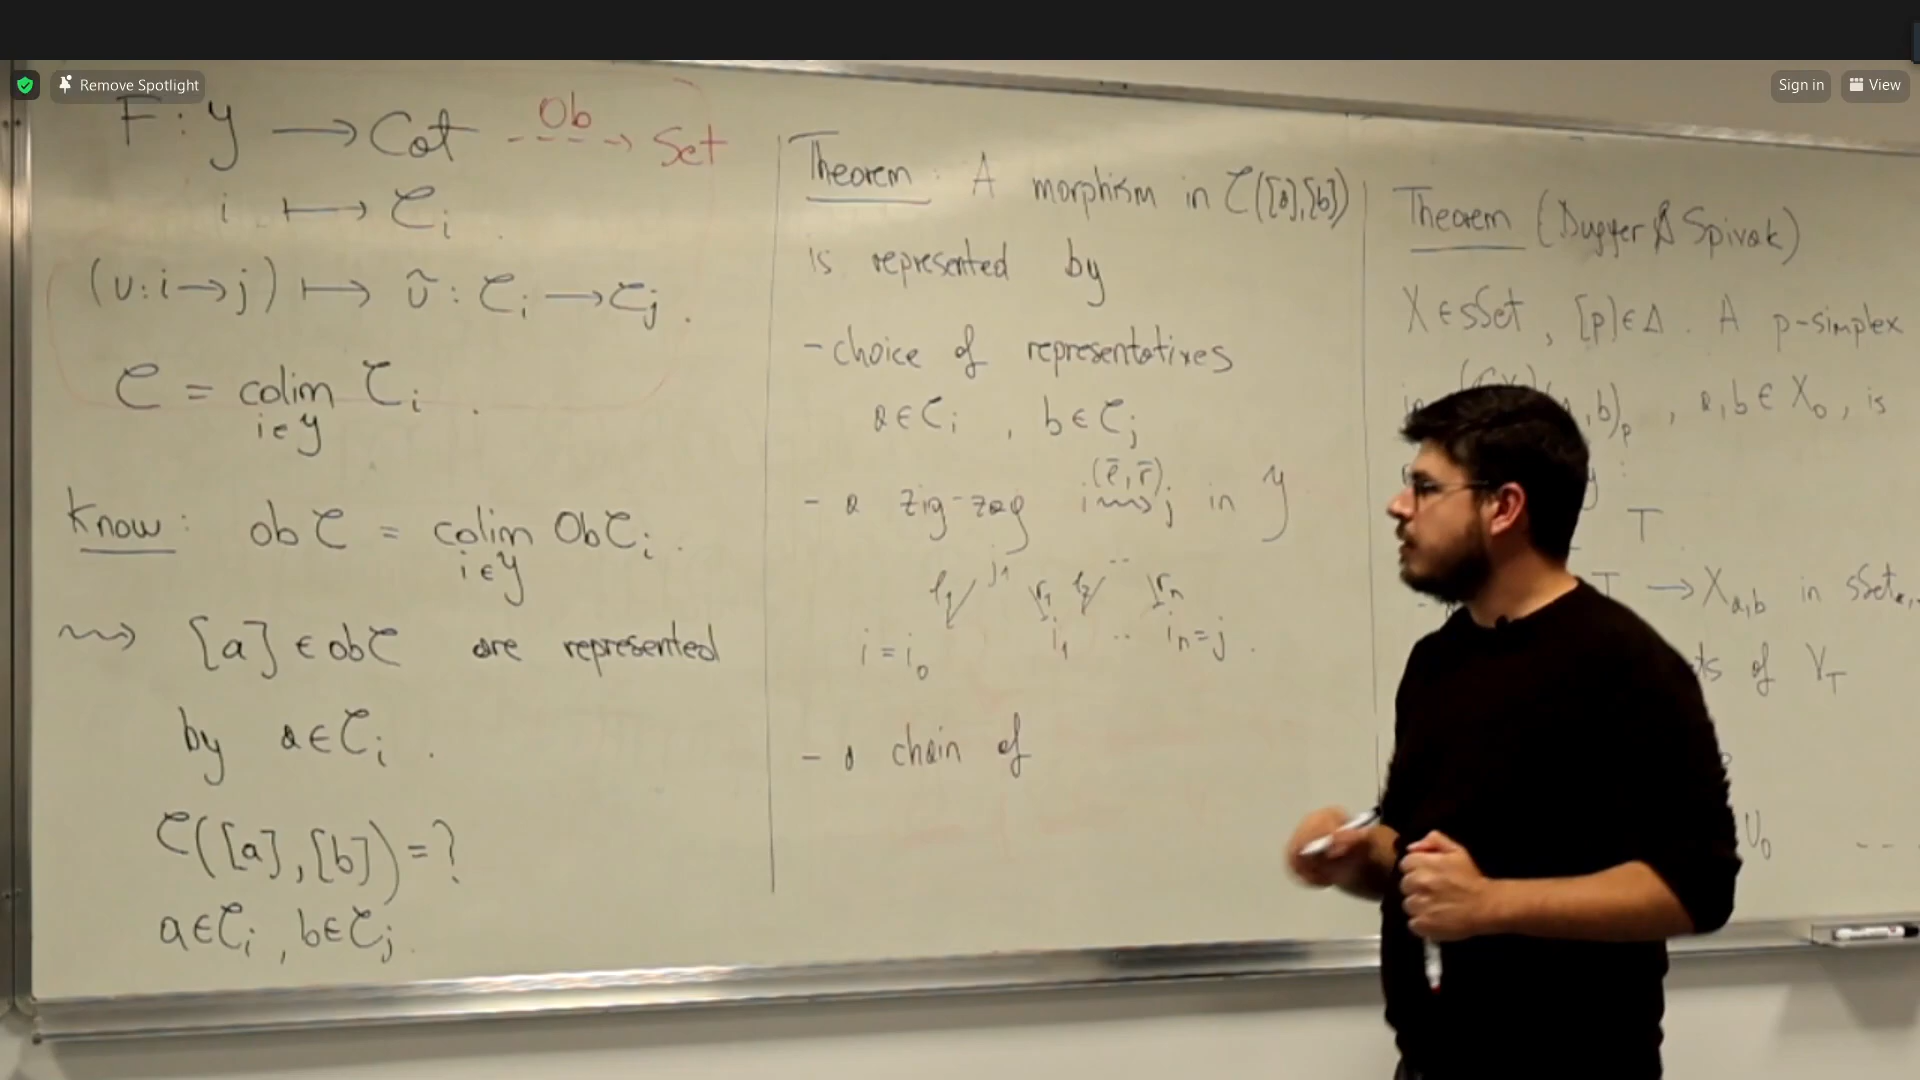 Remove Spotlight
Sign in
View
F : Y → Cat --Ob--> Set
i ↦ C_i
(υ: i → j) ↦ υ̃ : C_i → C_j .
C = colim C_i .
i ∈ Y
Know : ob C = colim Ob C_i .
i ∈ Y
⇝ [a] ∈ ob C are represented
by a ∈ C_i .
C([a],[b]) = ?
a ∈ C_i , b ∈ C_j .
Theorem : A morphism in C([a],[b])
is represented by
- choice of representatives
a ∈ C_i , b ∈ C_j
(ē, r̄)
- a zig-zag i ⇝ j in Y
ℓ_1 j_1 r_1 ℓ_2 ·· r_n
i = i_0 i_1 ·· i_n = j .
- a chain of
Theorem (Dugger & Spivak)
X ∈ sSet , [p] ∈ Δ . A p-simplex
, b)_p , a, b ∈ X_0 , is
T
T → X_{a,b} in sSet
of V_T
U_0 ---